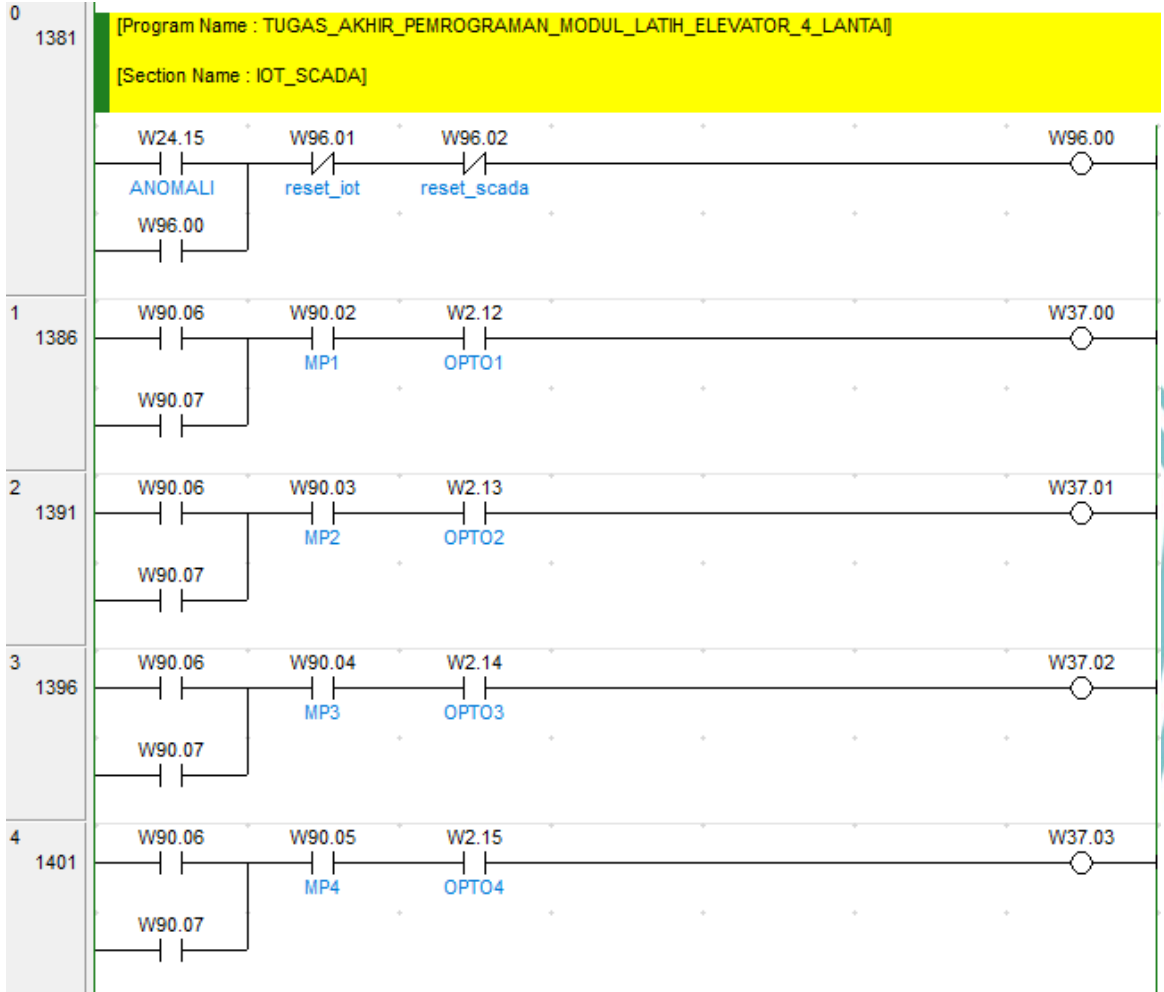 0
1381
[Program Name : TUGAS_AKHIR_PEMROGRAMAN_MODUL_LATIH_ELEVATOR_4_LANTAI]
[Section Name : IOT_SCADA]
W24.15 W96.01 W96.02 W96.00
ANOMALI reset_iot reset_scada
W96.00
1
1386
W90.06 W90.02 W2.12 W37.00
MP1 OPTO1
W90.07
2
1391
W90.06 W90.03 W2.13 W37.01
MP2 OPTO2
W90.07
3
1396
W90.06 W90.04 W2.14 W37.02
MP3 OPTO3
W90.07
4
1401
W90.06 W90.05 W2.15 W37.03
MP4 OPTO4
W90.07